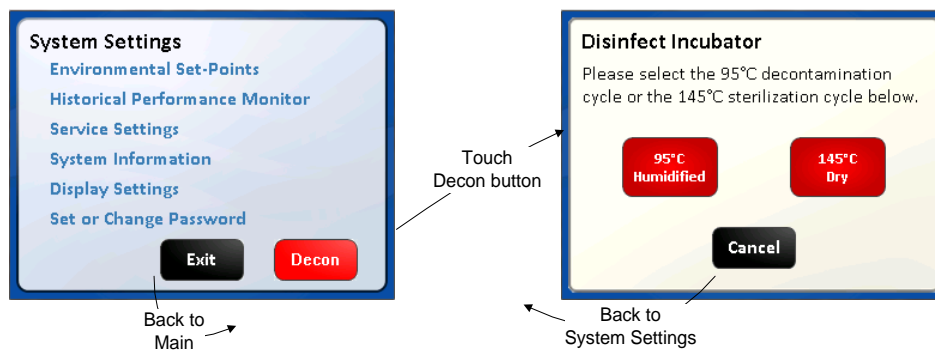 System Settings
Environmental Set-Points
Historical Performance Monitor
Service Settings
System Information
Display Settings
Set or Change Password
Exit
Decon
Back to
Main
Touch
Decon button
Disinfect Incubator
Please select the 95°C decontamination
cycle or the 145°C sterilization cycle below.
95°C
Humidified
145°C
Dry
Cancel
Back to
System Settings